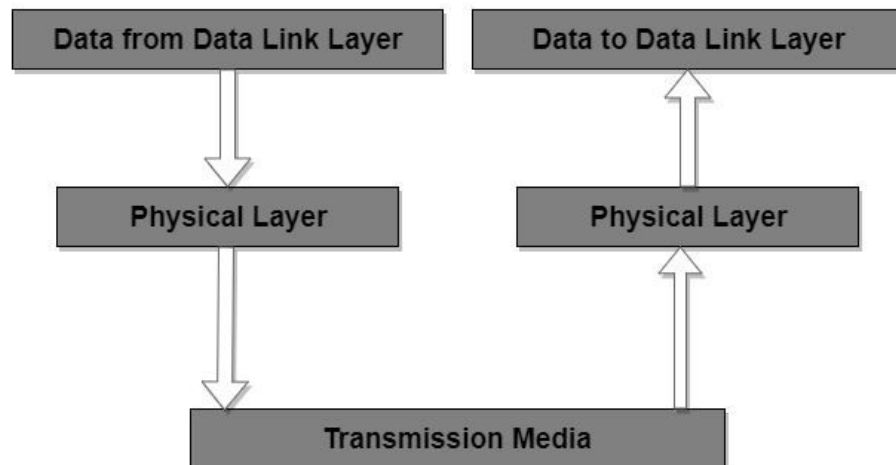 Data from Data Link Layer
Data to Data Link Layer
Physical Layer
Physical Layer
Transmission Media